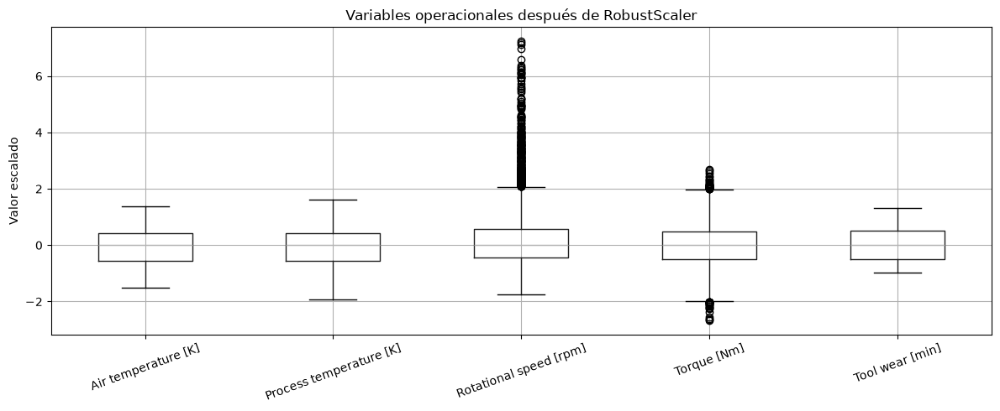 Variables operacionales después de RobustScaler
Valor escalado
6
4
2
0
−2
Air temperature [K]
Process temperature [K]
Rotational speed [rpm]
Torque [Nm]
Tool wear [min]